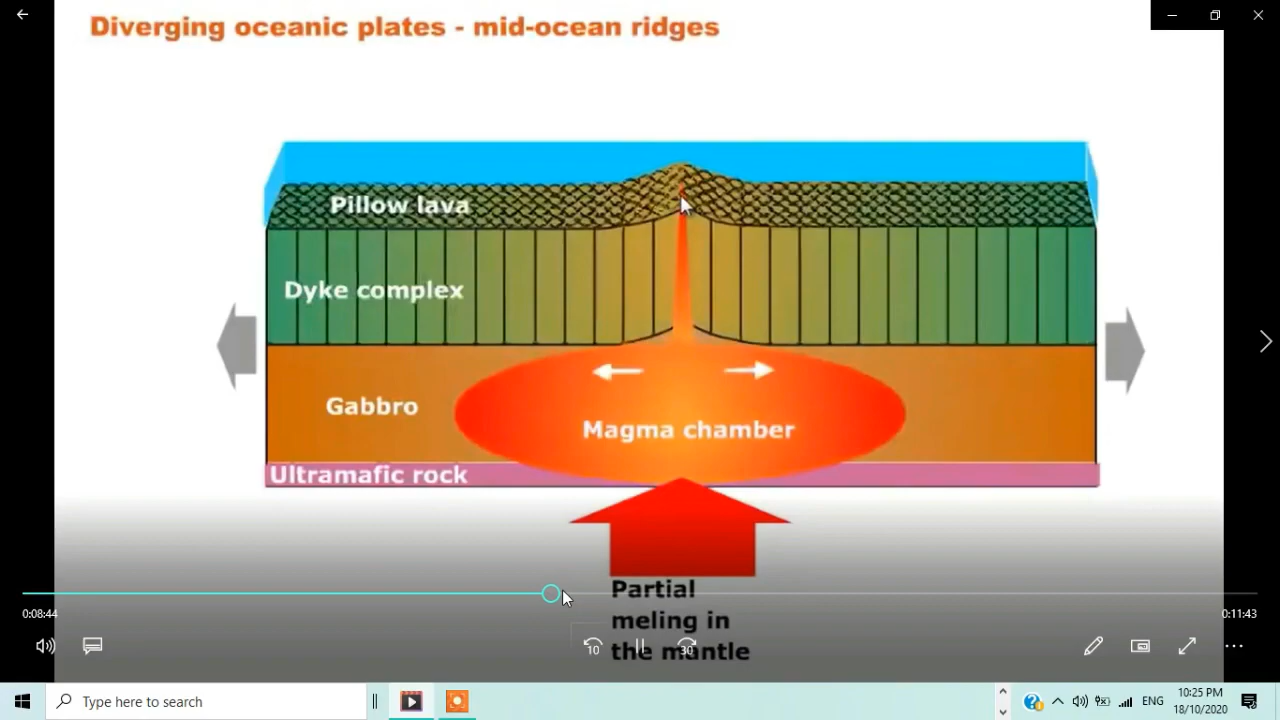 Diverging oceanic plates - mid-ocean ridges
Pillow lava
Dyke complex
Gabbro
Magma chamber
Ultramafic rock
Partial
meling in
the mantle
0:08:44
0:11:43
10
30
Type here to search
ENG
10:25 PM
18/10/2020